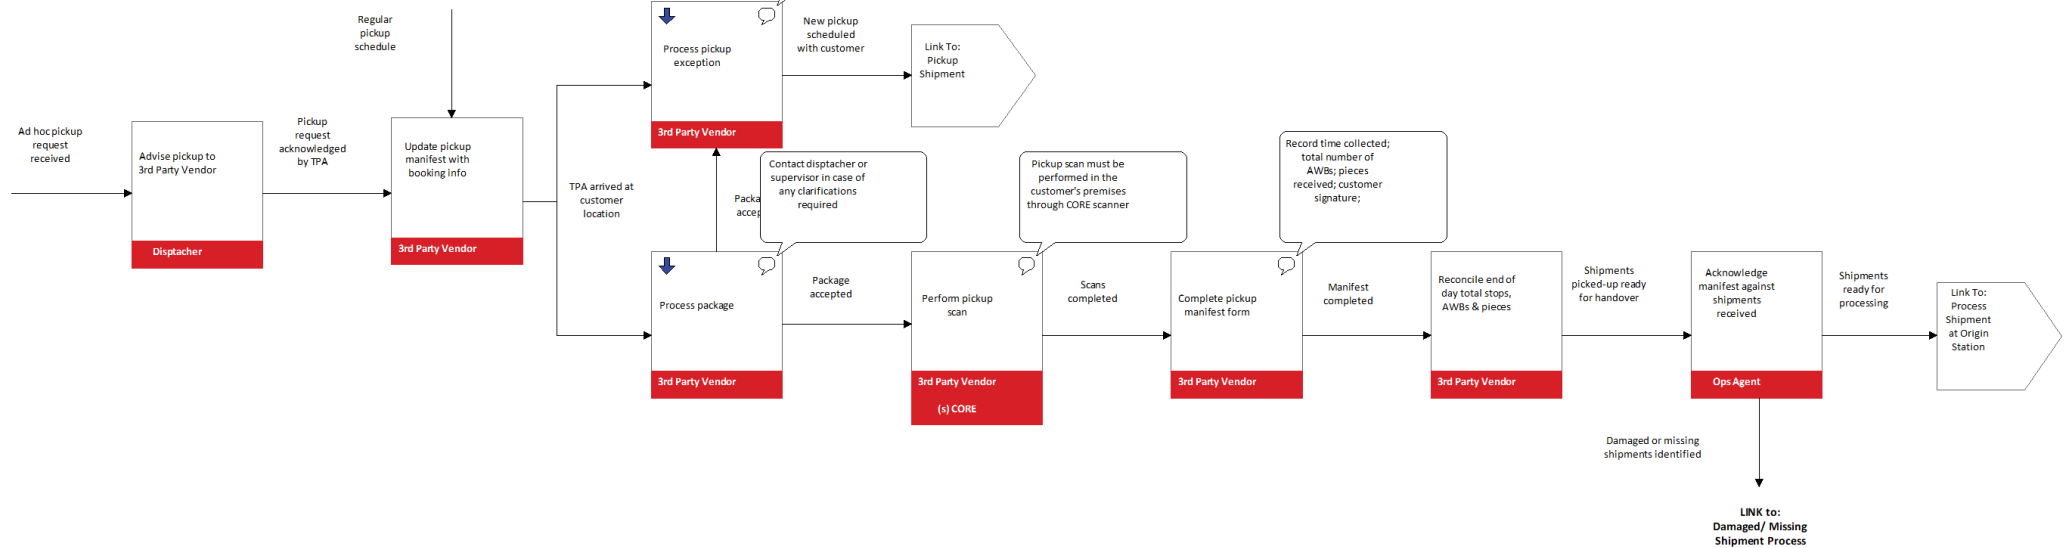 Regular
pickup
schedule
Process pickup
exception
3rd Party Vendor
New pickup
scheduled
with customer
Link To:
Pickup
Shipment
Ad hoc pickup
request
received
Advise pickup to
3rd Party Vendor
Disptacher
Pickup
request
acknowledged
by TPA
Update pickup
manifest with
booking info
3rd Party Vendor
TPA arrived at
customer
location
Contact disptacher or
supervisor in case of
any clarifications
required
Pickup scan must be
performed in the
customer's premises
through CORE scanner
Record time collected;
total number of
AWBs; pieces
received; customer
signature;
Process package
3rd Party Vendor
Package
accepted
Perform pickup
scan
3rd Party Vendor
(s) CORE
Scans
completed
Complete pickup
manifest form
3rd Party Vendor
Manifest
completed
Reconcile end of
day total stops,
AWBs & pieces
3rd Party Vendor
Shipments
picked-up ready
for handover
Acknowledge
manifest against
shipments
received
Ops Agent
Shipments
ready for
processing
Link To:
Process
Shipment
at Origin
Station
Damaged or missing
shipments identified
LINK to:
Damaged/ Missing
Shipment Process